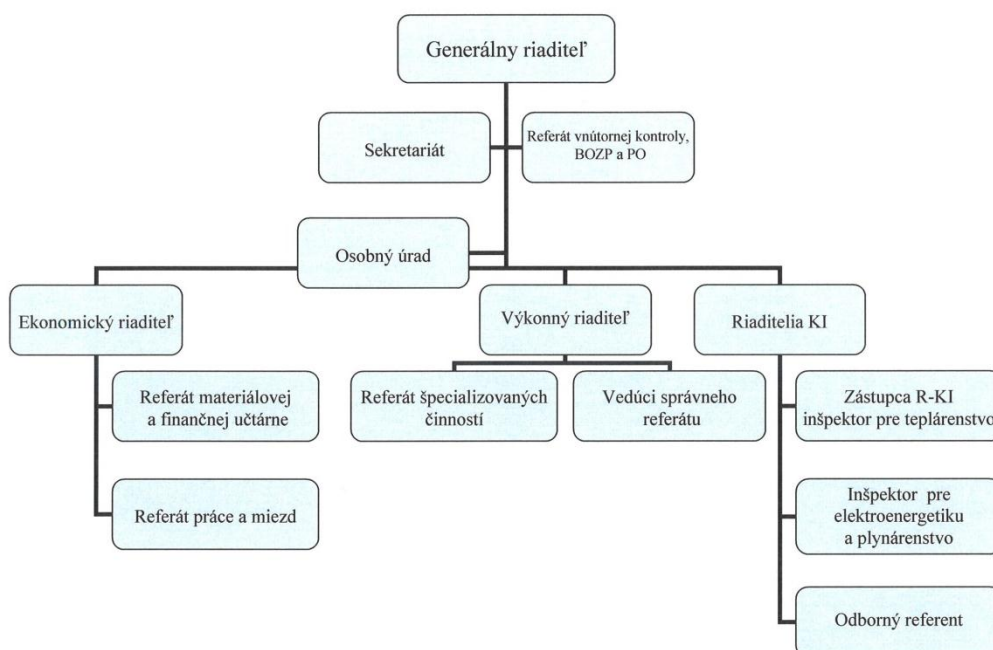 Generálny riaditeľ
Sekretariát
Referát vnútornej kontroly,
BOZP a PO
Osobný úrad
Ekonomický riaditeľ
Výkonný riaditeľ
Riaditelia KI
Referát materiálovej
a finančnej učtárne
Referát špecializovaných
činností
Vedúci správneho
referátu
Zástupca R-KI
inšpektor pre teplárenstvo
Referát práce a miezd
Inšpektor pre
elektroenergetiku
a plynárenstvo
Odborný referent